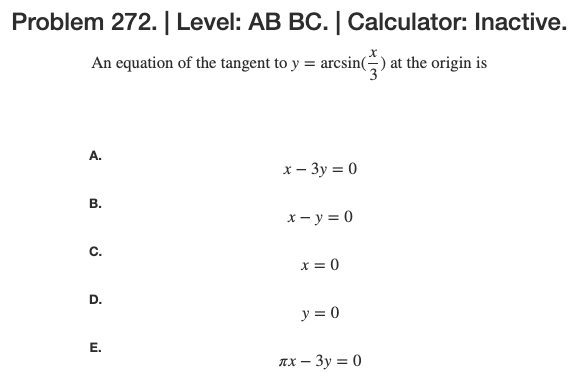 Problem 272. | Level: AB BC. | Calculator: Inactive.
An equation of the tangent to y = arcsin(x/3) at the origin is
A. x − 3y = 0
B. x − y = 0
C. x = 0
D. y = 0
E. πx − 3y = 0